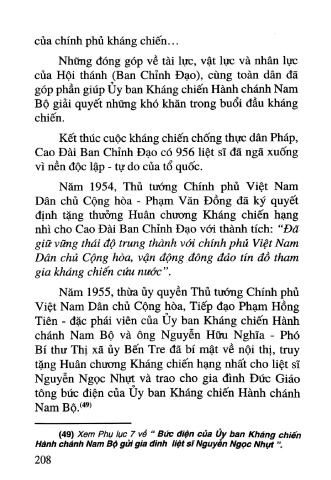 của chính phủ kháng chiến…
Những đóng góp về tài lực, vật lực và nhân lực
của Hội thánh (Ban Chỉnh Đạo), cùng toàn dân đã
góp phần giúp Ủy ban Kháng chiến Hành chánh Nam
Bộ giải quyết những khó khăn trong buổi đầu kháng
chiến.
Kết thúc cuộc kháng chiến chống thực dân Pháp,
Cao Đài Ban Chỉnh Đạo có 956 liệt sĩ đã ngã xuống
vì nền độc lập - tự do của tổ quốc.
Năm 1954, Thủ tướng Chính phủ Việt Nam
Dân chủ Cộng hòa - Phạm Văn Đồng đã ký quyết
định tặng thưởng Huân chương Kháng chiến hạng
nhì cho Cao Đài Ban Chỉnh Đạo với thành tích: “Đã
giữ vững thái độ trung thành với chính phủ Việt Nam
Dân chủ Cộng hòa, vận động đông đảo tín đồ tham
gia kháng chiến cứu nước”.
Năm 1955, thừa ủy quyền Thủ tướng Chính phủ
Việt Nam Dân chủ Cộng hòa, Tiếp đạo Phạm Hồng
Tiên - đặc phái viên của Ủy ban Kháng chiến Hành
chánh Nam Bộ và ông Nguyễn Hữu Nghĩa - Phó
Bí thư Thị xã ủy Bến Tre đã bí mật về nội thị, truy
tặng Huân chương Kháng chiến hạng nhất cho liệt sĩ
Nguyễn Ngọc Nhựt và trao cho gia đình Đức Giáo
tông bức điện của Ủy ban Kháng chiến Hành chánh
Nam Bộ.(49)
(49) Xem Phụ lục 7 về “ Bức điện của Ủy ban Kháng chiến
Hành chánh Nam Bộ gửi gia đình liệt sĩ Nguyễn Ngọc Nhựt ”.
208